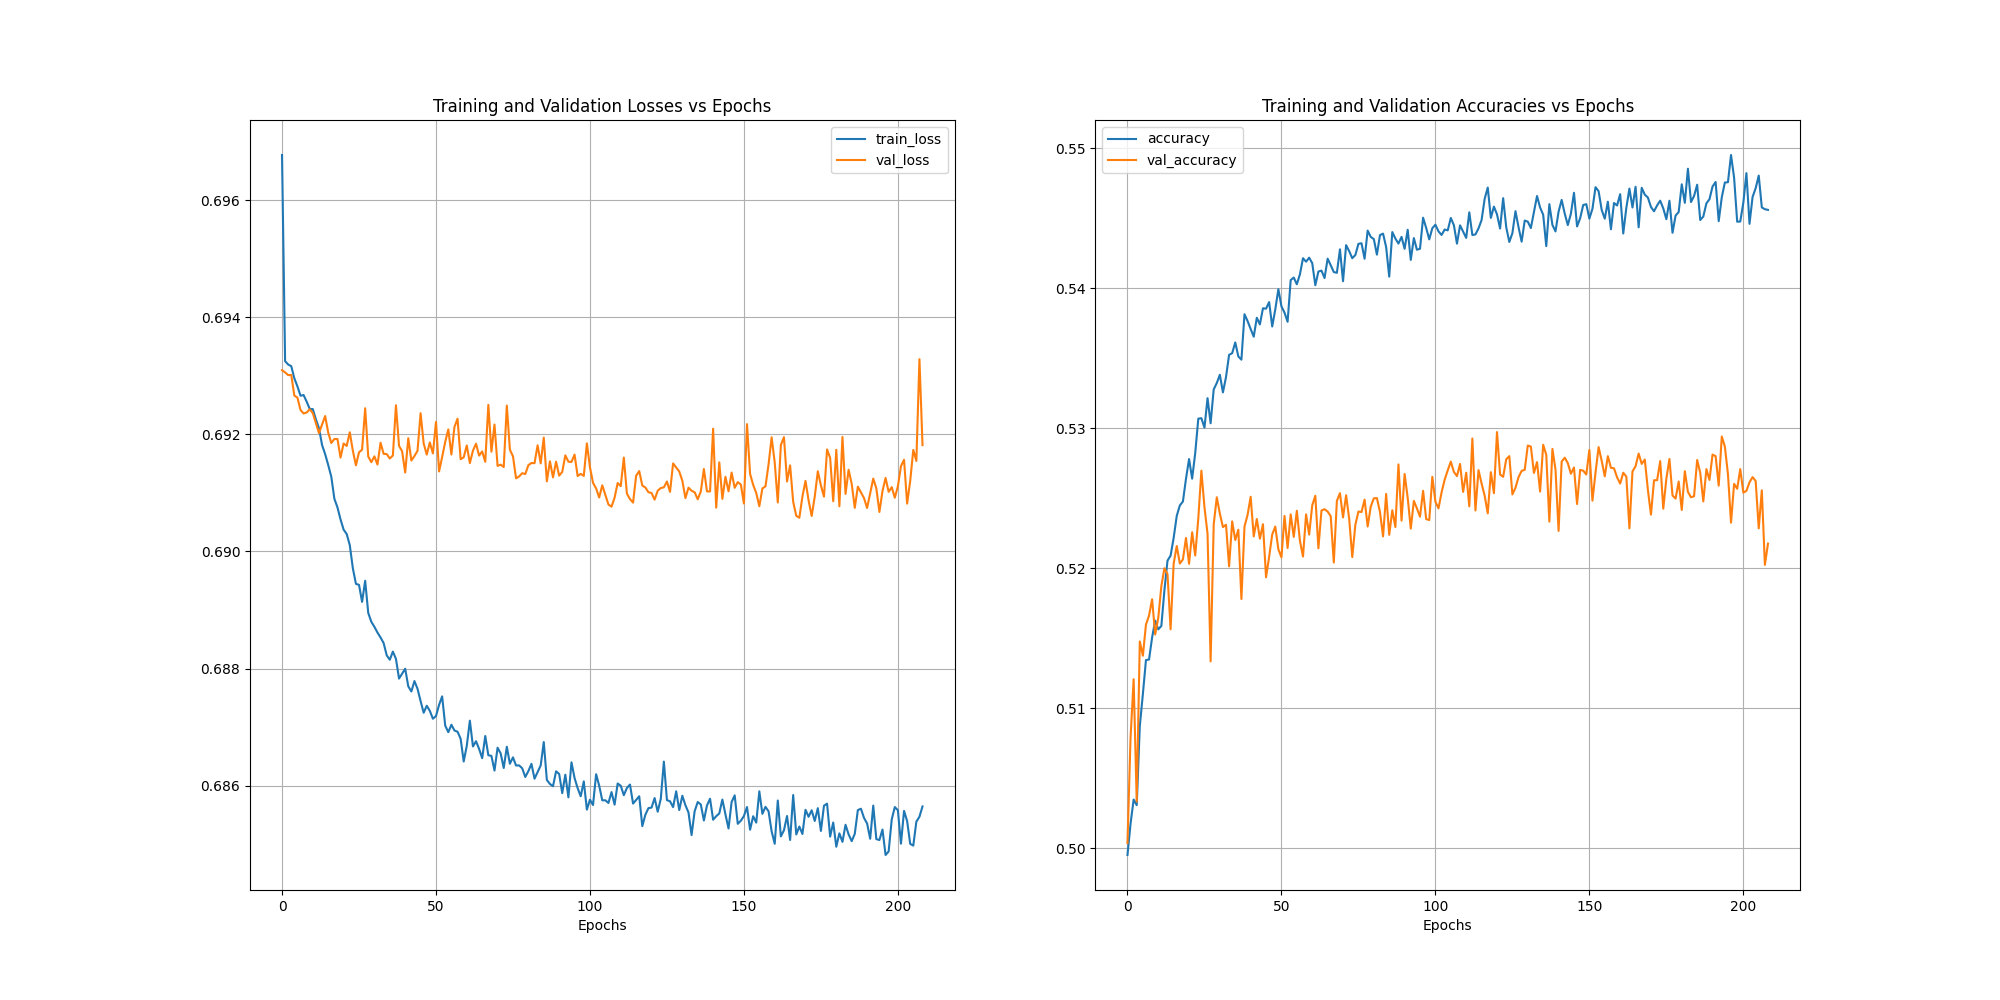 Training and Validation Losses vs Epochs
train_loss
val_loss
0.696
0.694
0.692
0.690
0.688
0.686
0 50 100 150 200
Epochs
Training and Validation Accuracies vs Epochs
accuracy
val_accuracy
0.55
0.54
0.53
0.52
0.51
0.50
0 50 100 150 200
Epochs